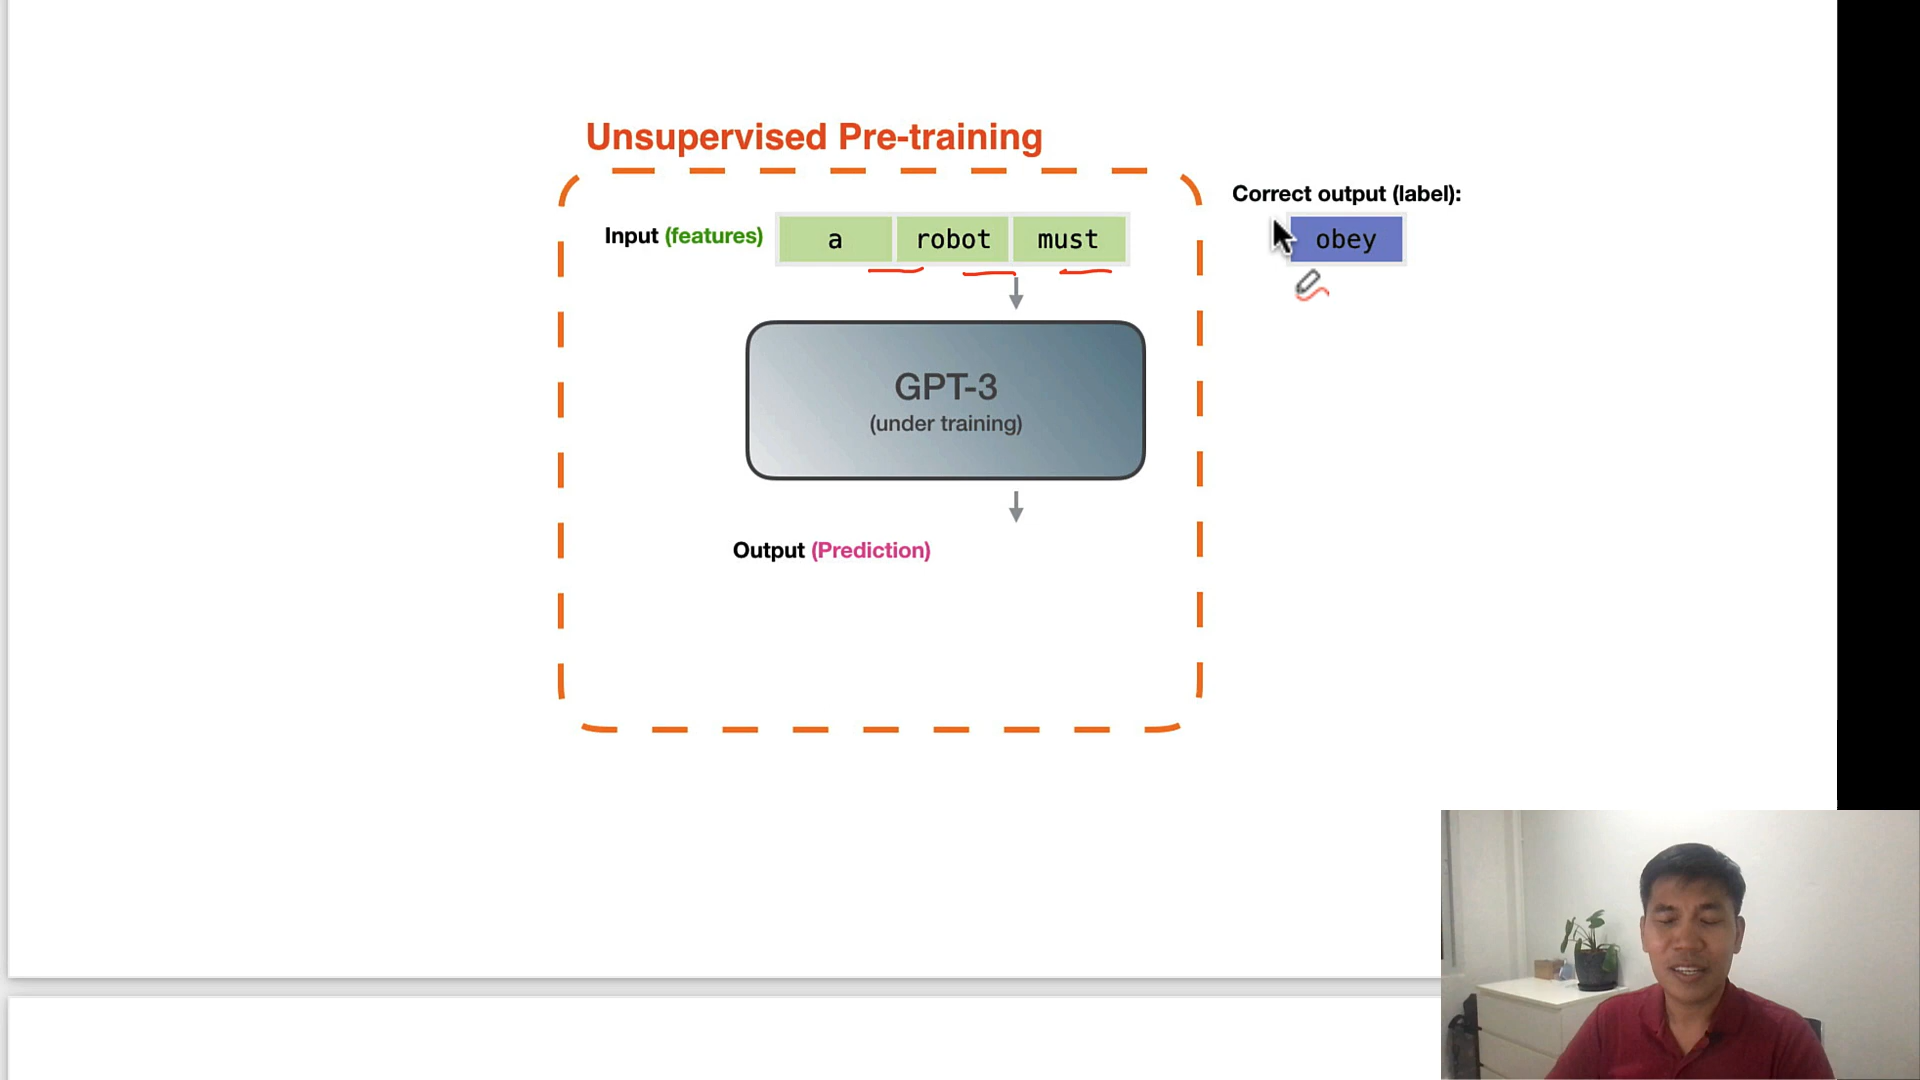 Unsupervised Pre-training
Correct output (label):
Input (features) a robot must
obey
GPT-3
(under training)
Output (Prediction)